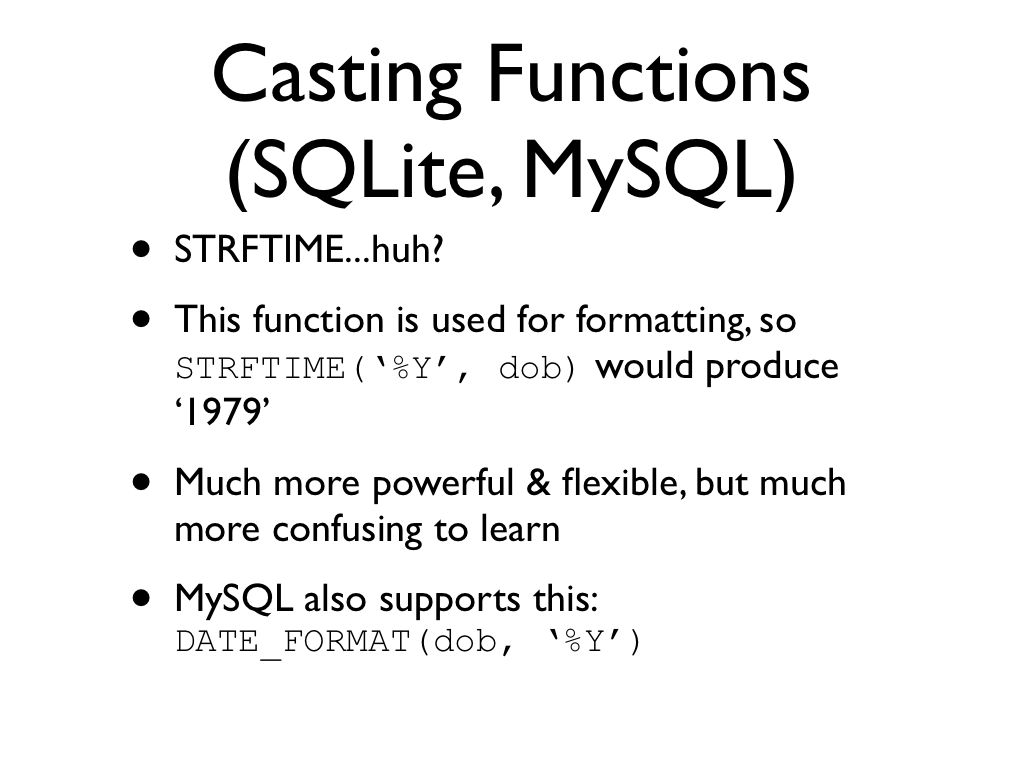 Casting Functions
(SQLite, MySQL)
• STRFTIME...huh?
• This function is used for formatting, so
STRFTIME(‘%Y’, dob) would produce
‘1979’
• Much more powerful & flexible, but much
more confusing to learn
• MySQL also supports this:
DATE_FORMAT(dob, ‘%Y’)